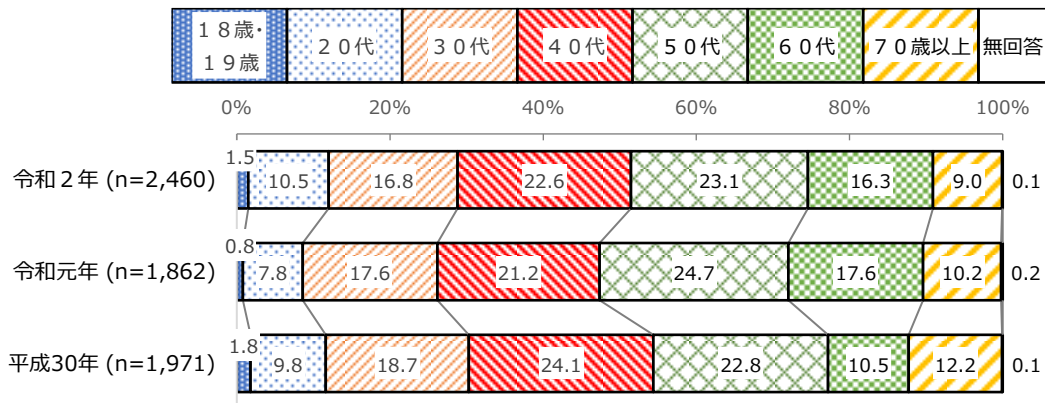 １８歳・
１９歳
２０代
３０代
４０代
５０代
６０代
７０歳以上
無回答
0% 20% 40% 60% 80% 100%
令和２年 (n=2,460) 1.5 10.5 16.8 22.6 23.1 16.3 9.0 0.1
令和元年 (n=1,862) 0.8 7.8 17.6 21.2 24.7 17.6 10.2 0.2
平成30年 (n=1,971) 1.8 9.8 18.7 24.1 22.8 10.5 12.2 0.1